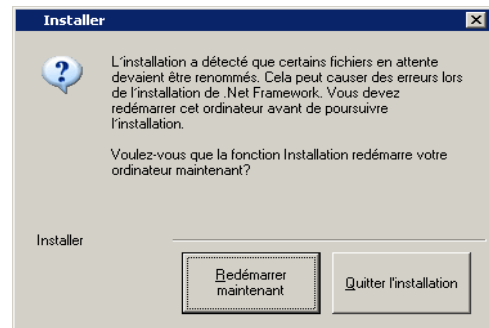 Installer
L'installation a détecté que certains fichiers en attente
devaient être renommés. Cela peut causer des erreurs lors
de l'installation de .Net Framework. Vous devez
redémarrer cet ordinateur avant de poursuivre
l'installation.
Voulez-vous que la fonction Installation redémarre votre
ordinateur maintenant?
Installer
Redémarrer
maintenant
Quitter l'installation